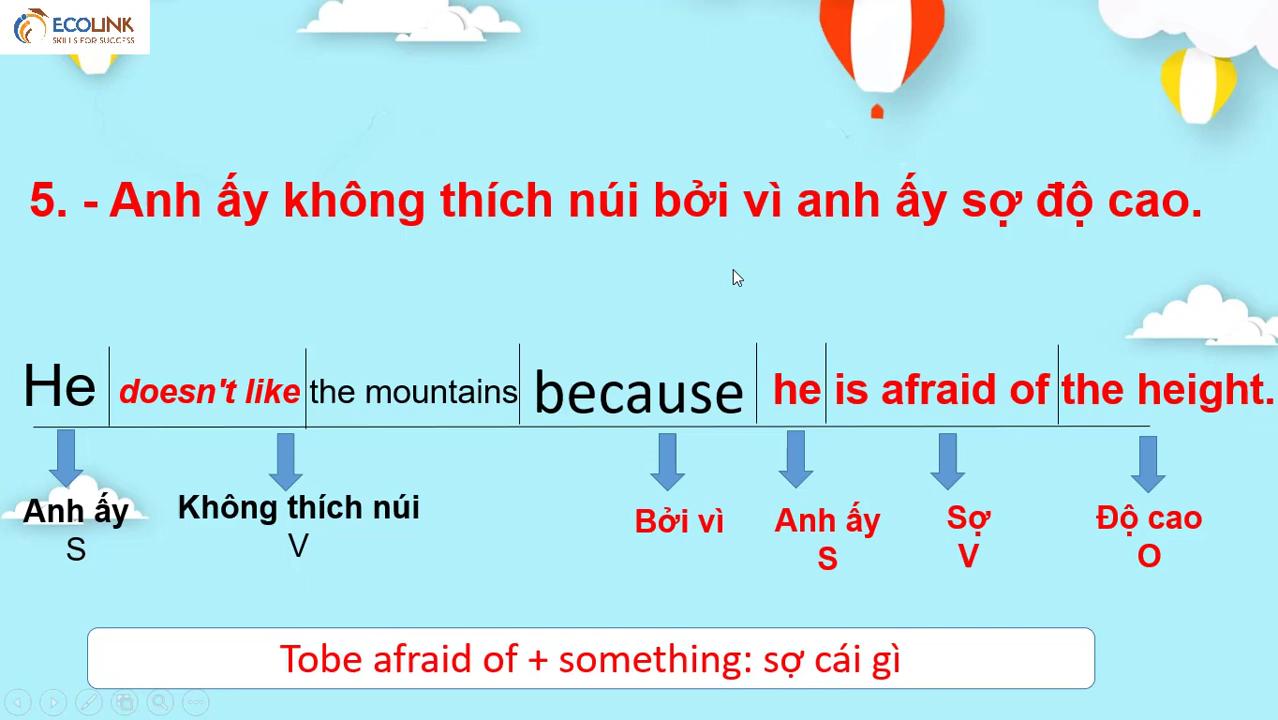 ECOLINK
SKILLS FOR SUCCESS
5. - Anh ấy không thích núi bởi vì anh ấy sợ độ cao.
He doesn't like the mountains because he is afraid of the height.
Anh ấy Không thích núi Bởi vì Anh ấy Sợ Độ cao
S V S V O
Tobe afraid of + something: sợ cái gì